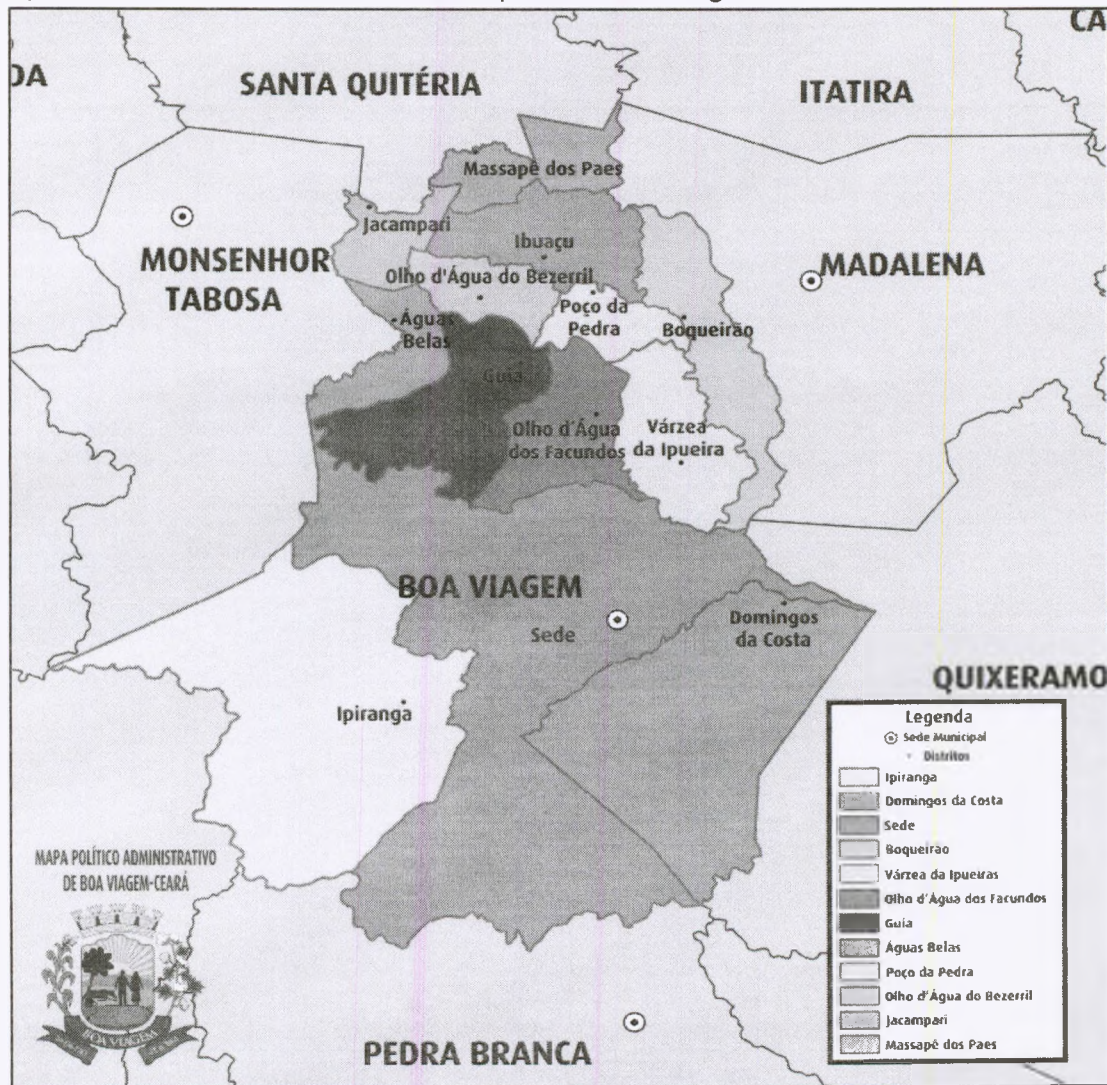 CA
DA
SANTA QUITÉRIA
ITATIRA
Massapê dos Paes
Jacampari
Ibuaçu
MONSENHOR
TABOSA
Olho d'Água do Bezerril
MADALENA
Poço da
Pedra
Boqueirão
Águas
Belas
Guia
Olho d'Água
dos Facundos
Várzea
da Ipueira
BOA VIAGEM
Sede
Domingos
da Costa
QUIXERAMO
Ipiranga
Legenda
Sede Municipal
Distritos
Ipiranga
Domingos da Costa
Sede
Boqueirão
Várzea da Ipueiras
Olho d'Água dos Facundos
Guia
Águas Belas
Poço da Pedra
Olho d'Água do Bezerril
Jacampari
Massapê dos Paes
MAPA POLÍTICO ADMINISTRATIVO
DE BOA VIAGEM-CEARÁ
BOA VIAGEM
PEDRA BRANCA